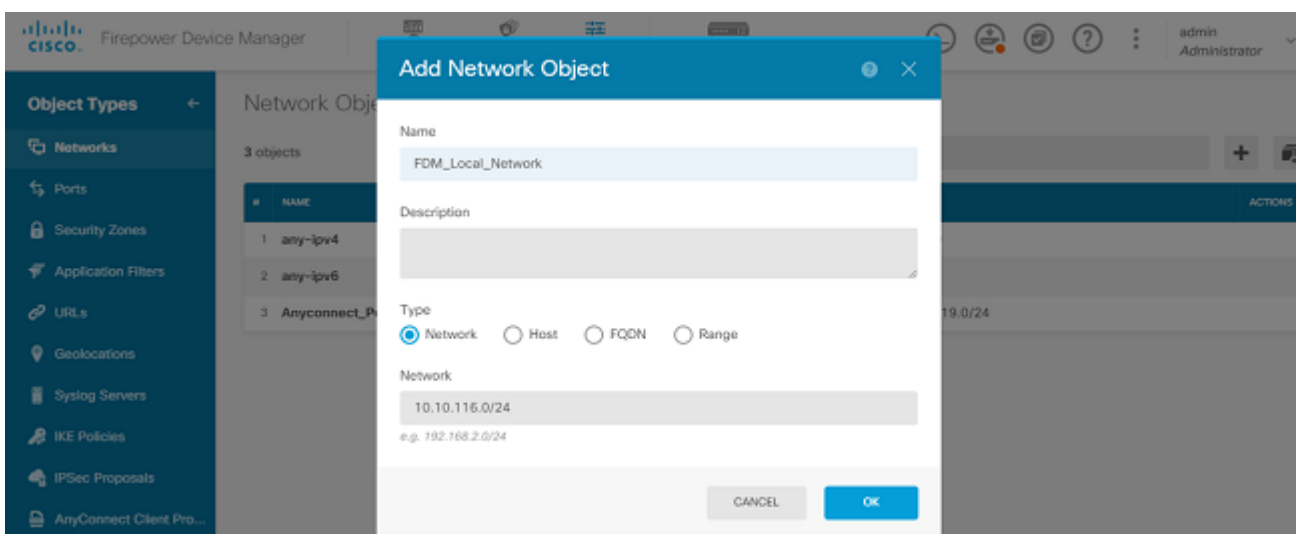 CISCO. Firepower Device Manager
admin
Administrator
Add Network Object
Object Types
Networks
Ports
Security Zones
Application Filters
URLs
Geolocations
Syslog Servers
IKE Policies
IPSec Proposals
AnyConnect Client Pro...
Network Obje
3 objects
# NAME ACTIONS
1 any-ipv4
2 any-ipv6
3 Anyconnect_P 19.0/24
Name
FDM_Local_Network
Description
Type
Network Host FQDN Range
Network
10.10.116.0/24
e.g. 192.168.2.0/24
CANCEL OK